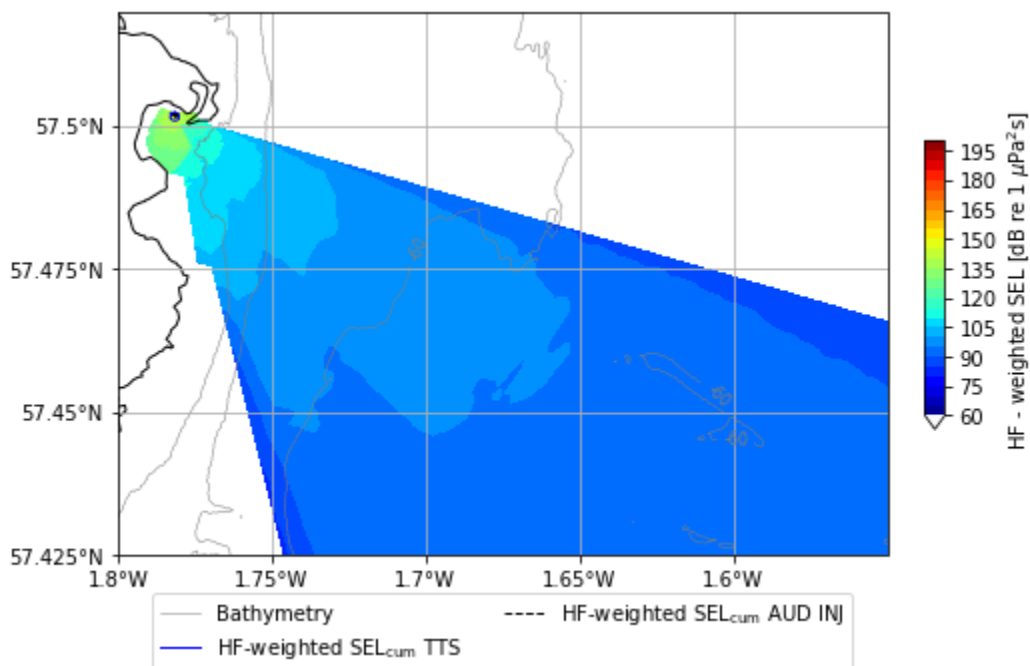 57.5°N
57.475°N
57.45°N
57.425°N
1.8°W 1.75°W 1.7°W 1.65°W 1.6°W
60
60
60
195
180
165
150
135
120
105
90
75
60
HF - weighted SEL [dB re 1 μPa²s]
Bathymetry
HF-weighted SELcum TTS
HF-weighted SELcum AUD INJ